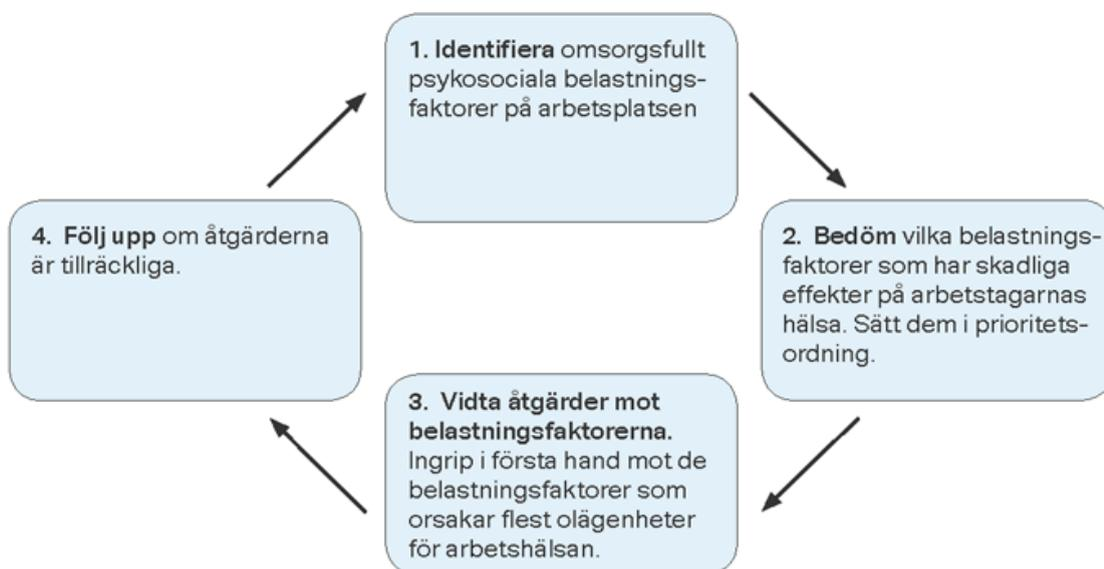 1. Identifiera omsorgsfullt
psykosociala belastnings-
faktorer på arbetsplatsen
2. Bedöm vilka belastnings-
faktorer som har skadliga
effekter på arbetstagarnas
hälsa. Sätt dem i prioritets-
ordning.
3. Vidta åtgärder mot
belastningsfaktorerna.
Ingrip i första hand mot de
belastningsfaktorer som
orsakar flest olägenheter
för arbetshälsan.
4. Följ upp om åtgärderna
är tillräckliga.